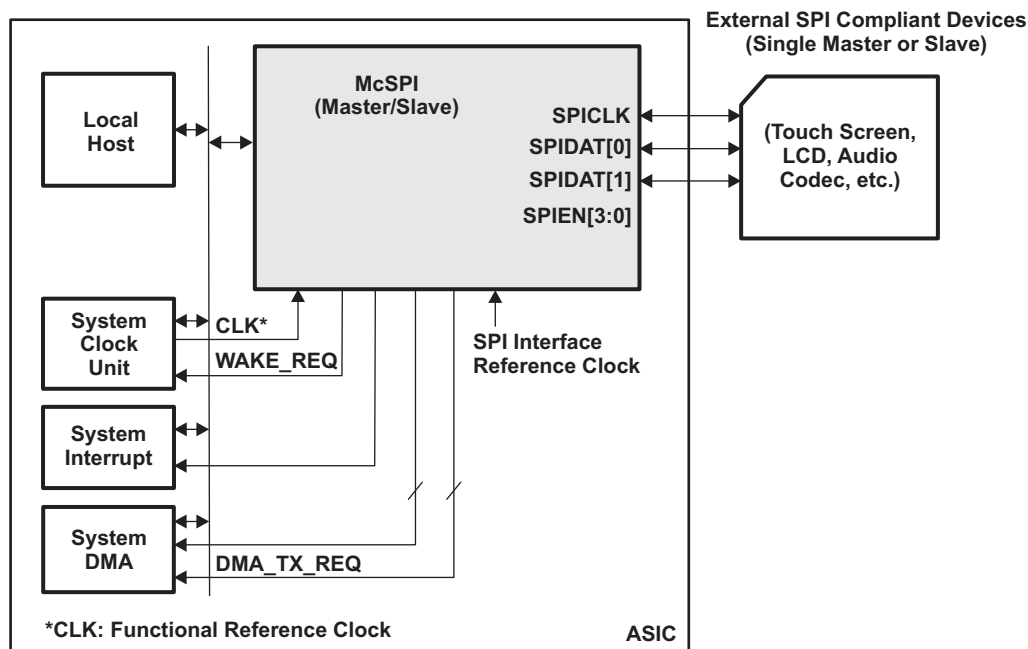 External SPI Compliant Devices
(Single Master or Slave)
McSPI
(Master/Slave)
Local
Host
SPICLK
SPIDAT[0]
SPIDAT[1]
SPIEN[3:0]
(Touch Screen,
LCD, Audio
Codec, etc.)
System
Clock
Unit
CLK*
WAKE_REQ
SPI Interface
Reference Clock
System
Interrupt
System
DMA
DMA_TX_REQ
*CLK: Functional Reference Clock
ASIC